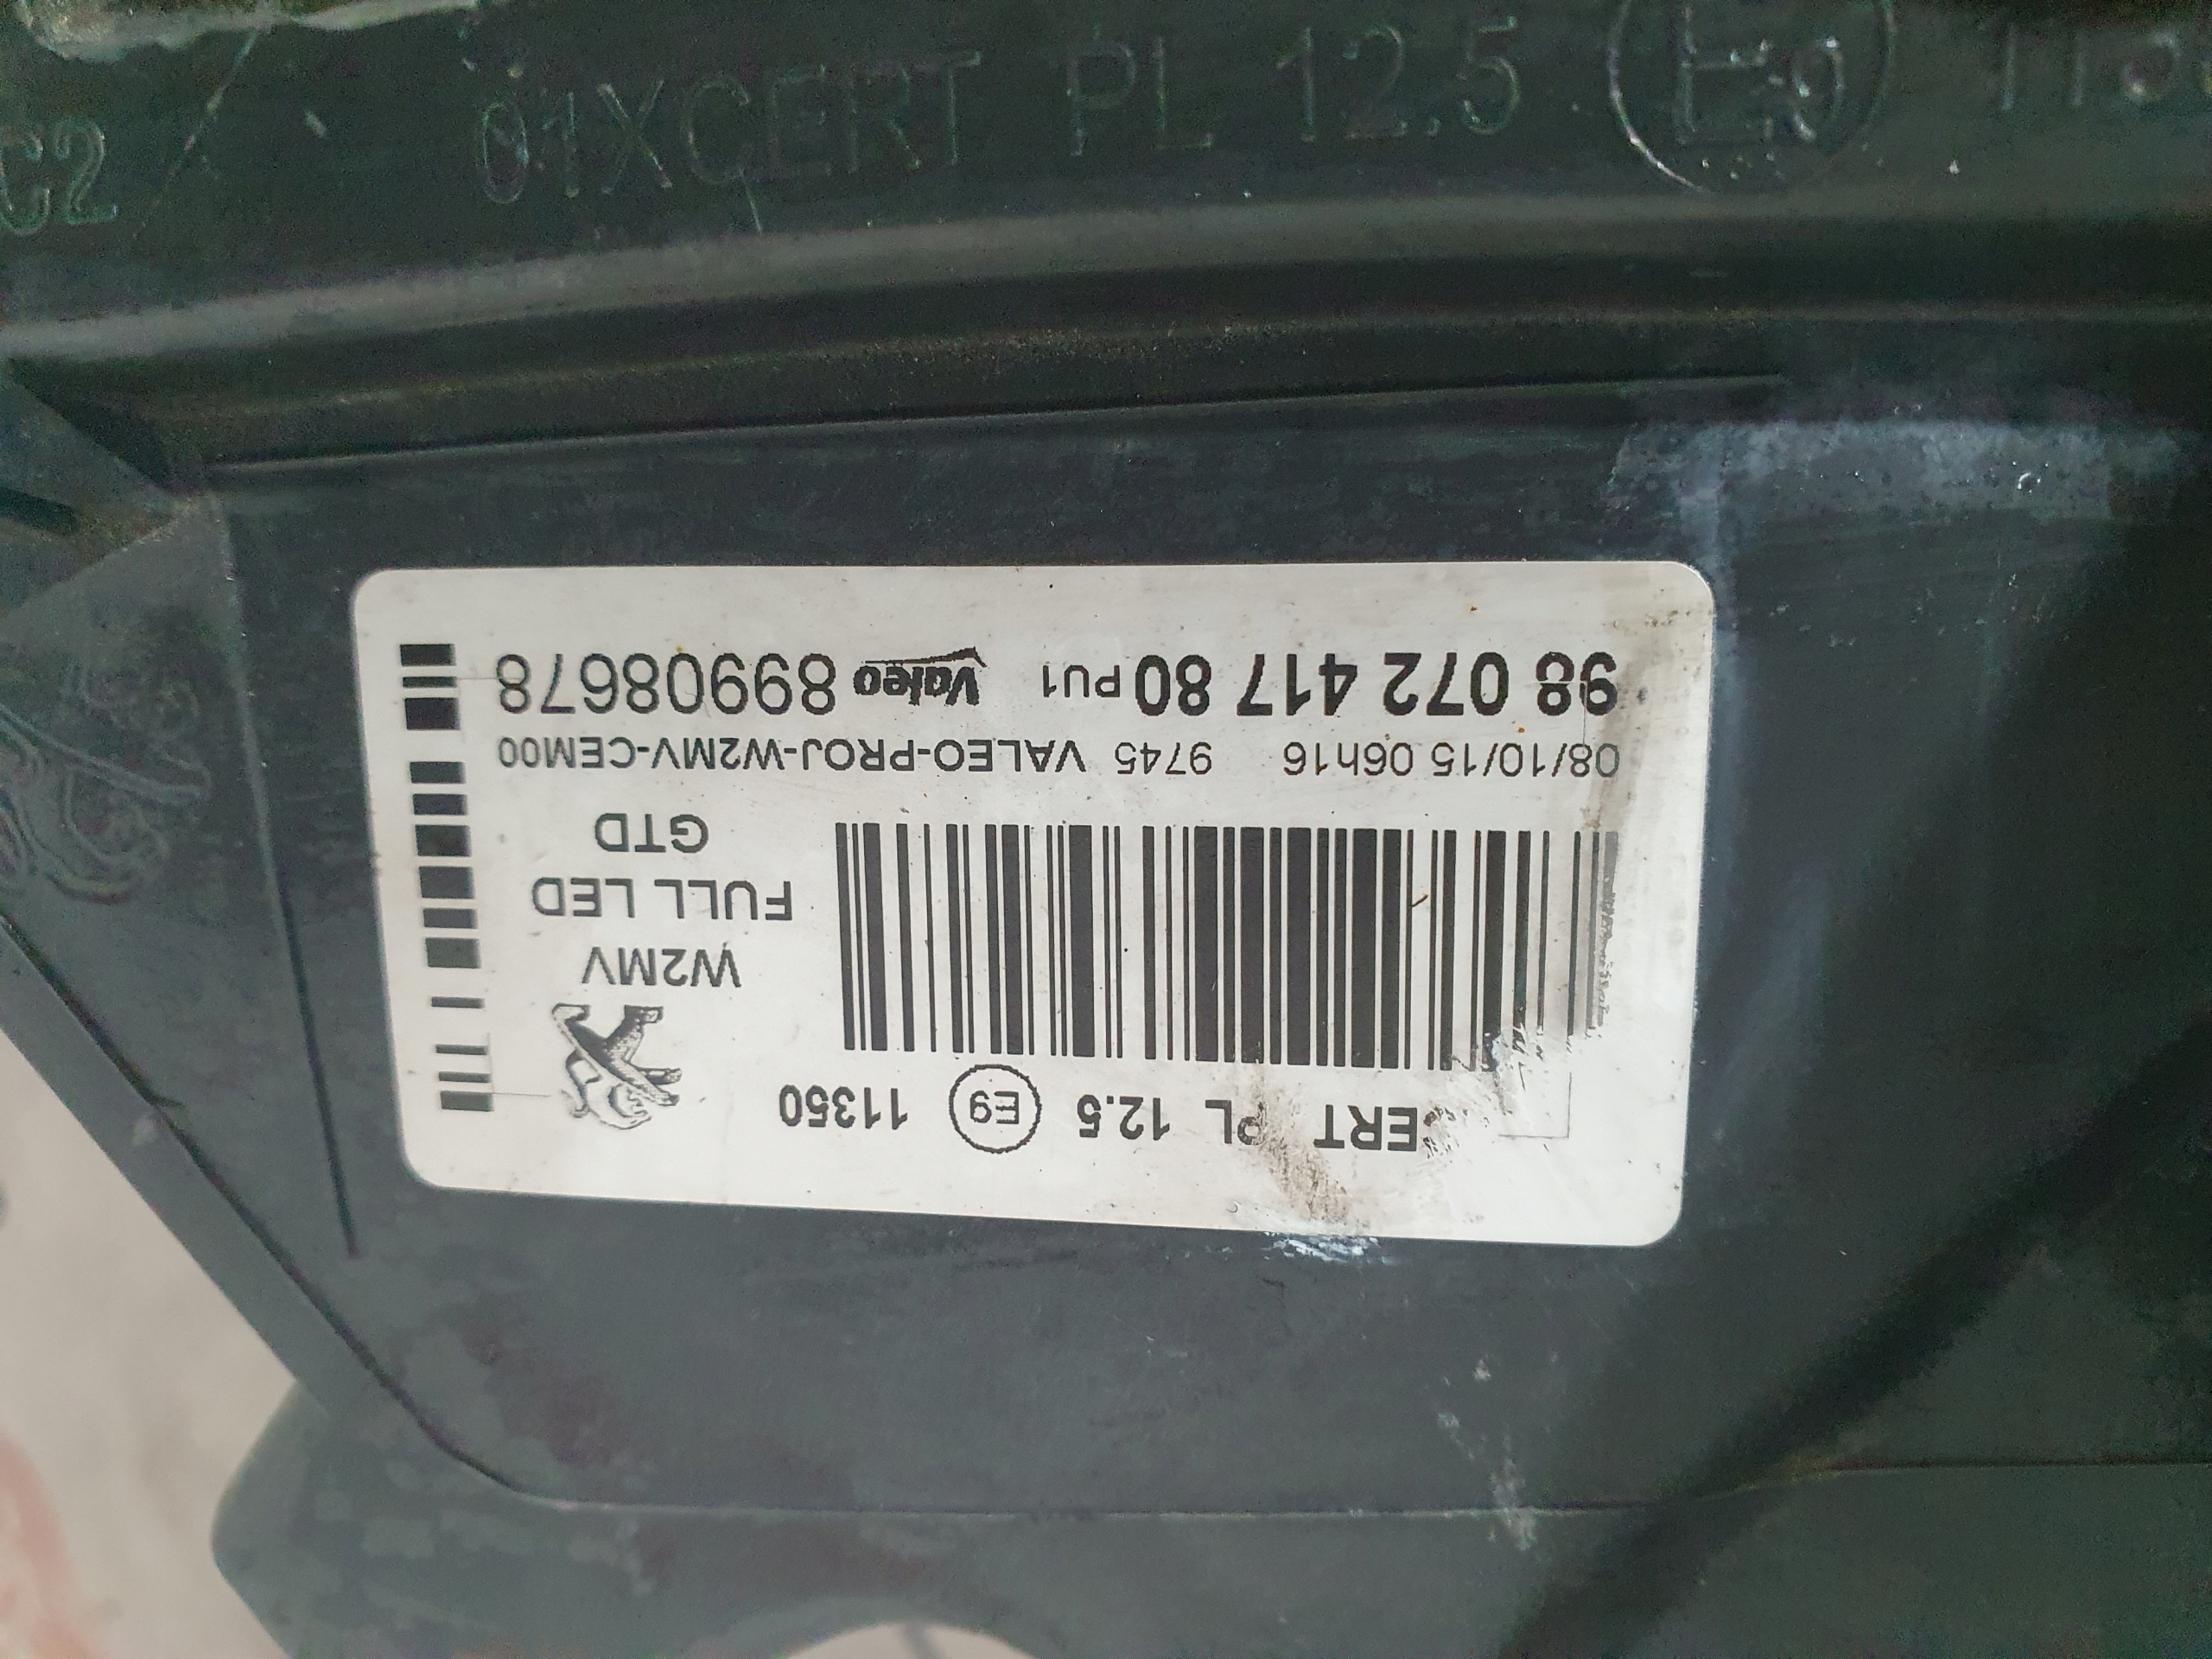 C2 01XCERT PL 12.5 E9
ERT PL 12.5 E9 11350
W2MV
FULL LED
GTD
08/10/15 06h16 9745 VALEO-PROJ-W2MV-CEM00
98 072 417 80 PU1 Valeo 89908678